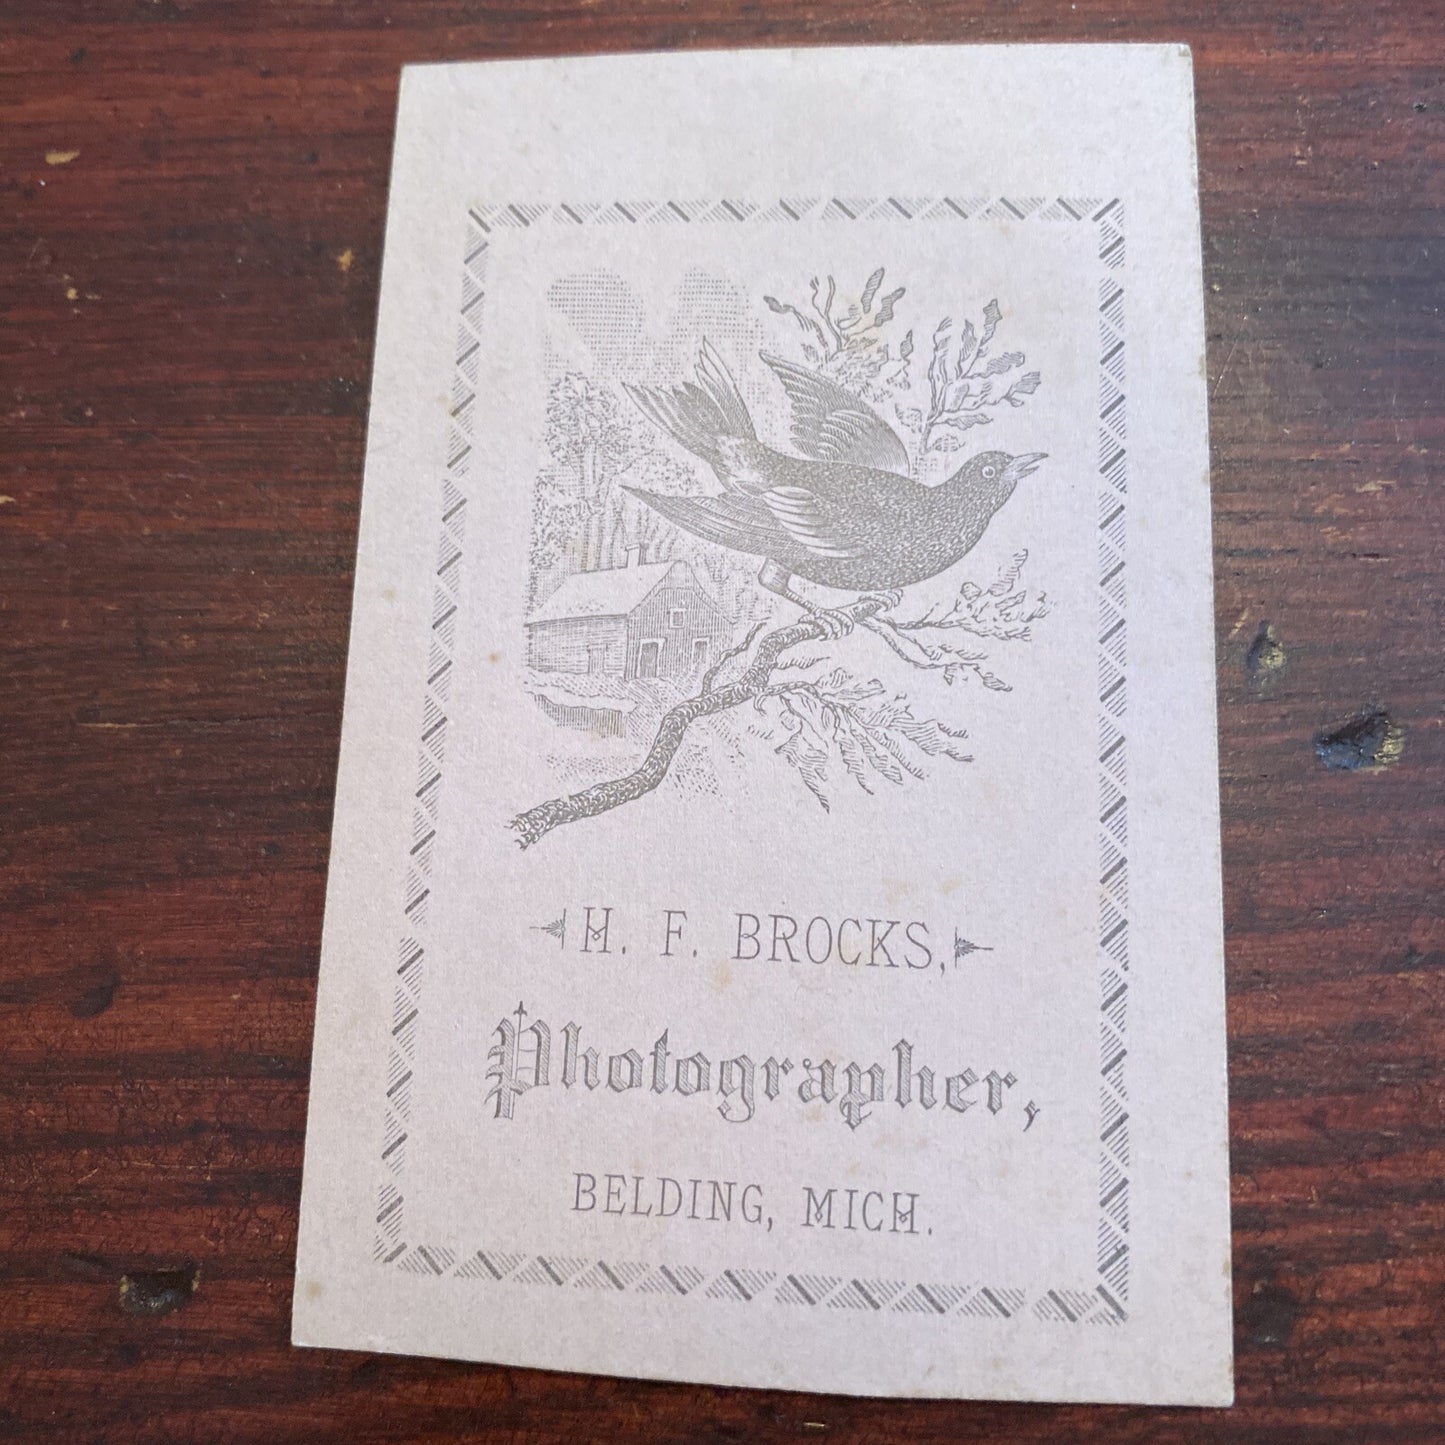 H. F. BROCKS,
Photographer,
BELDING, MICH.